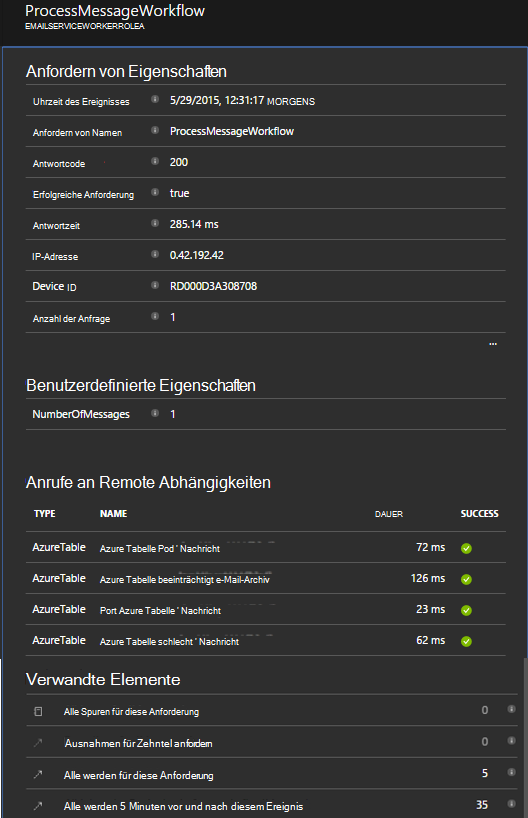 ProcessMessageWorkflow
EMAILSERVICEWORKERROLEA
Anfordern von Eigenschaften
Uhrzeit des Ereignisses 5/29/2015, 12:31:17 MORGENS
Anfordern von Namen ProcessMessageWorkflow
Antwortcode 200
Erfolgreiche Anforderung true
Antwortzeit 285.14 ms
IP-Adresse 0.42.192.42
Device ID RD000D3A308708
Anzahl der Anfrage 1
...
Benutzerdefinierte Eigenschaften
NumberOfMessages 1
Anrufe an Remote Abhängigkeiten
TYPE NAME DAUER SUCCESS
AzureTable Azure Tabelle Pod ' Nachricht 72 ms
AzureTable Azure Tabelle beeinträchtigt e-Mail-Archiv 126 ms
AzureTable Port Azure Tabelle ' Nachricht 23 ms
AzureTable Azure Tabelle schlecht ' Nachricht 62 ms
Verwandte Elemente
Alle Spuren für diese Anforderung 0
Ausnahmen für Zehntel anfordern 0
Alle werden für diese Anforderung 5
Alle werden 5 Minuten vor und nach diesem Ereignis 35